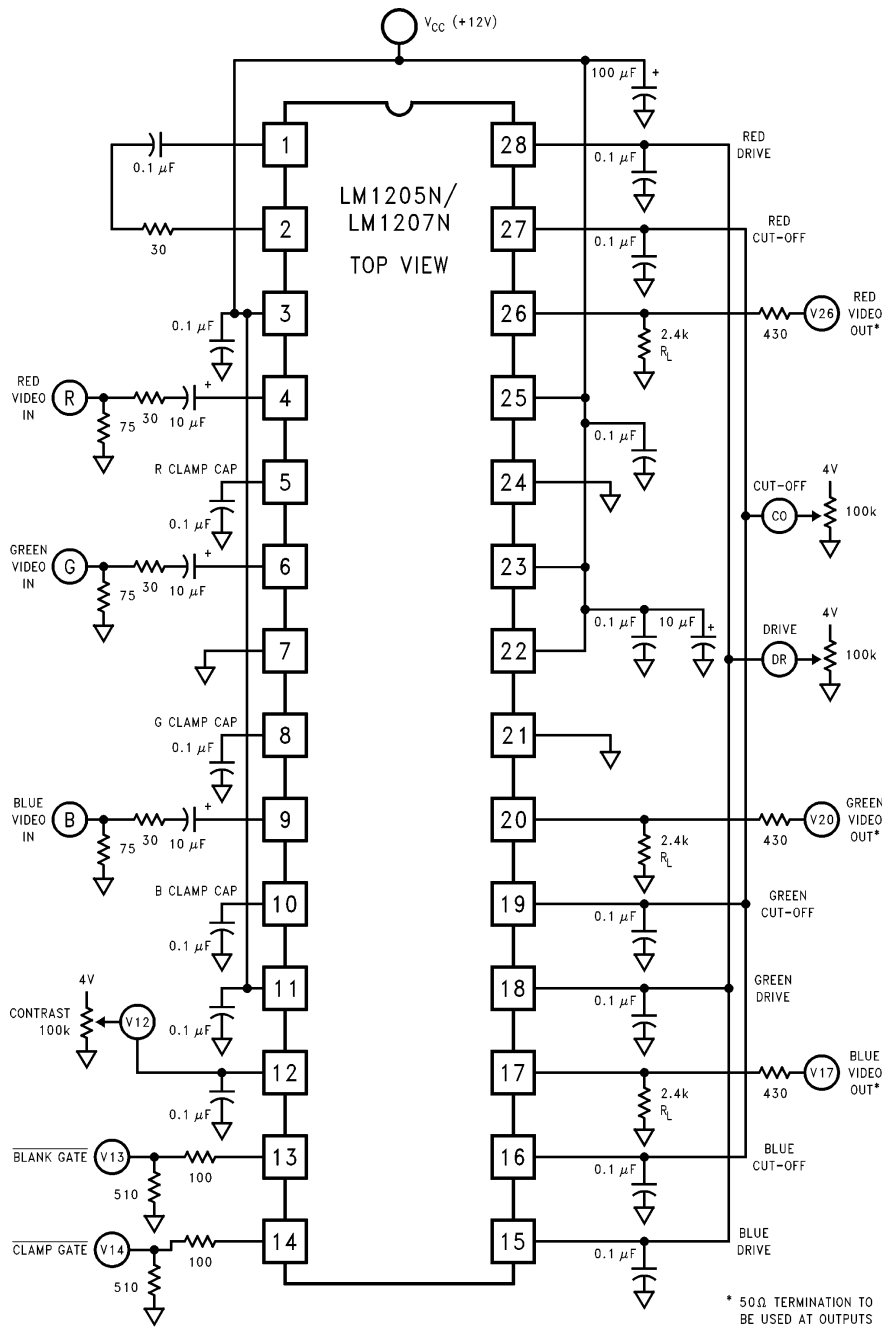 V_CC (+12V)
100 μF +
1
28
0.1 μF
0.1 μF
RED
DRIVE
LM1205N/
LM1207N
TOP VIEW
2
27
30
0.1 μF
RED
CUT-OFF
3
26
0.1 μF
2.4k
R_L
430
V26
RED
VIDEO
OUT*
RED
VIDEO
IN
R
75
30
+
10 μF
4
25
0.1 μF
R CLAMP CAP
0.1 μF
5
24
CUT-OFF
CO
4V
100k
GREEN
VIDEO
IN
G
75
30
+
10 μF
6
23
0.1 μF
10 μF
+
7
22
DRIVE
DR
4V
100k
G CLAMP CAP
0.1 μF
8
21
BLUE
VIDEO
IN
B
75
30
+
10 μF
9
20
2.4k
R_L
430
V20
GREEN
VIDEO
OUT*
B CLAMP CAP
0.1 μF
10
19
0.1 μF
GREEN
CUT-OFF
11
18
0.1 μF
0.1 μF
GREEN
DRIVE
4V
CONTRAST
100k
V12
12
17
0.1 μF
2.4k
R_L
430
V17
BLUE
VIDEO
OUT*
BLANK GATE
V13
510
100
13
16
0.1 μF
BLUE
CUT-OFF
CLAMP GATE
V14
510
100
14
15
0.1 μF
BLUE
DRIVE
* 50Ω TERMINATION TO
BE USED AT OUTPUTS